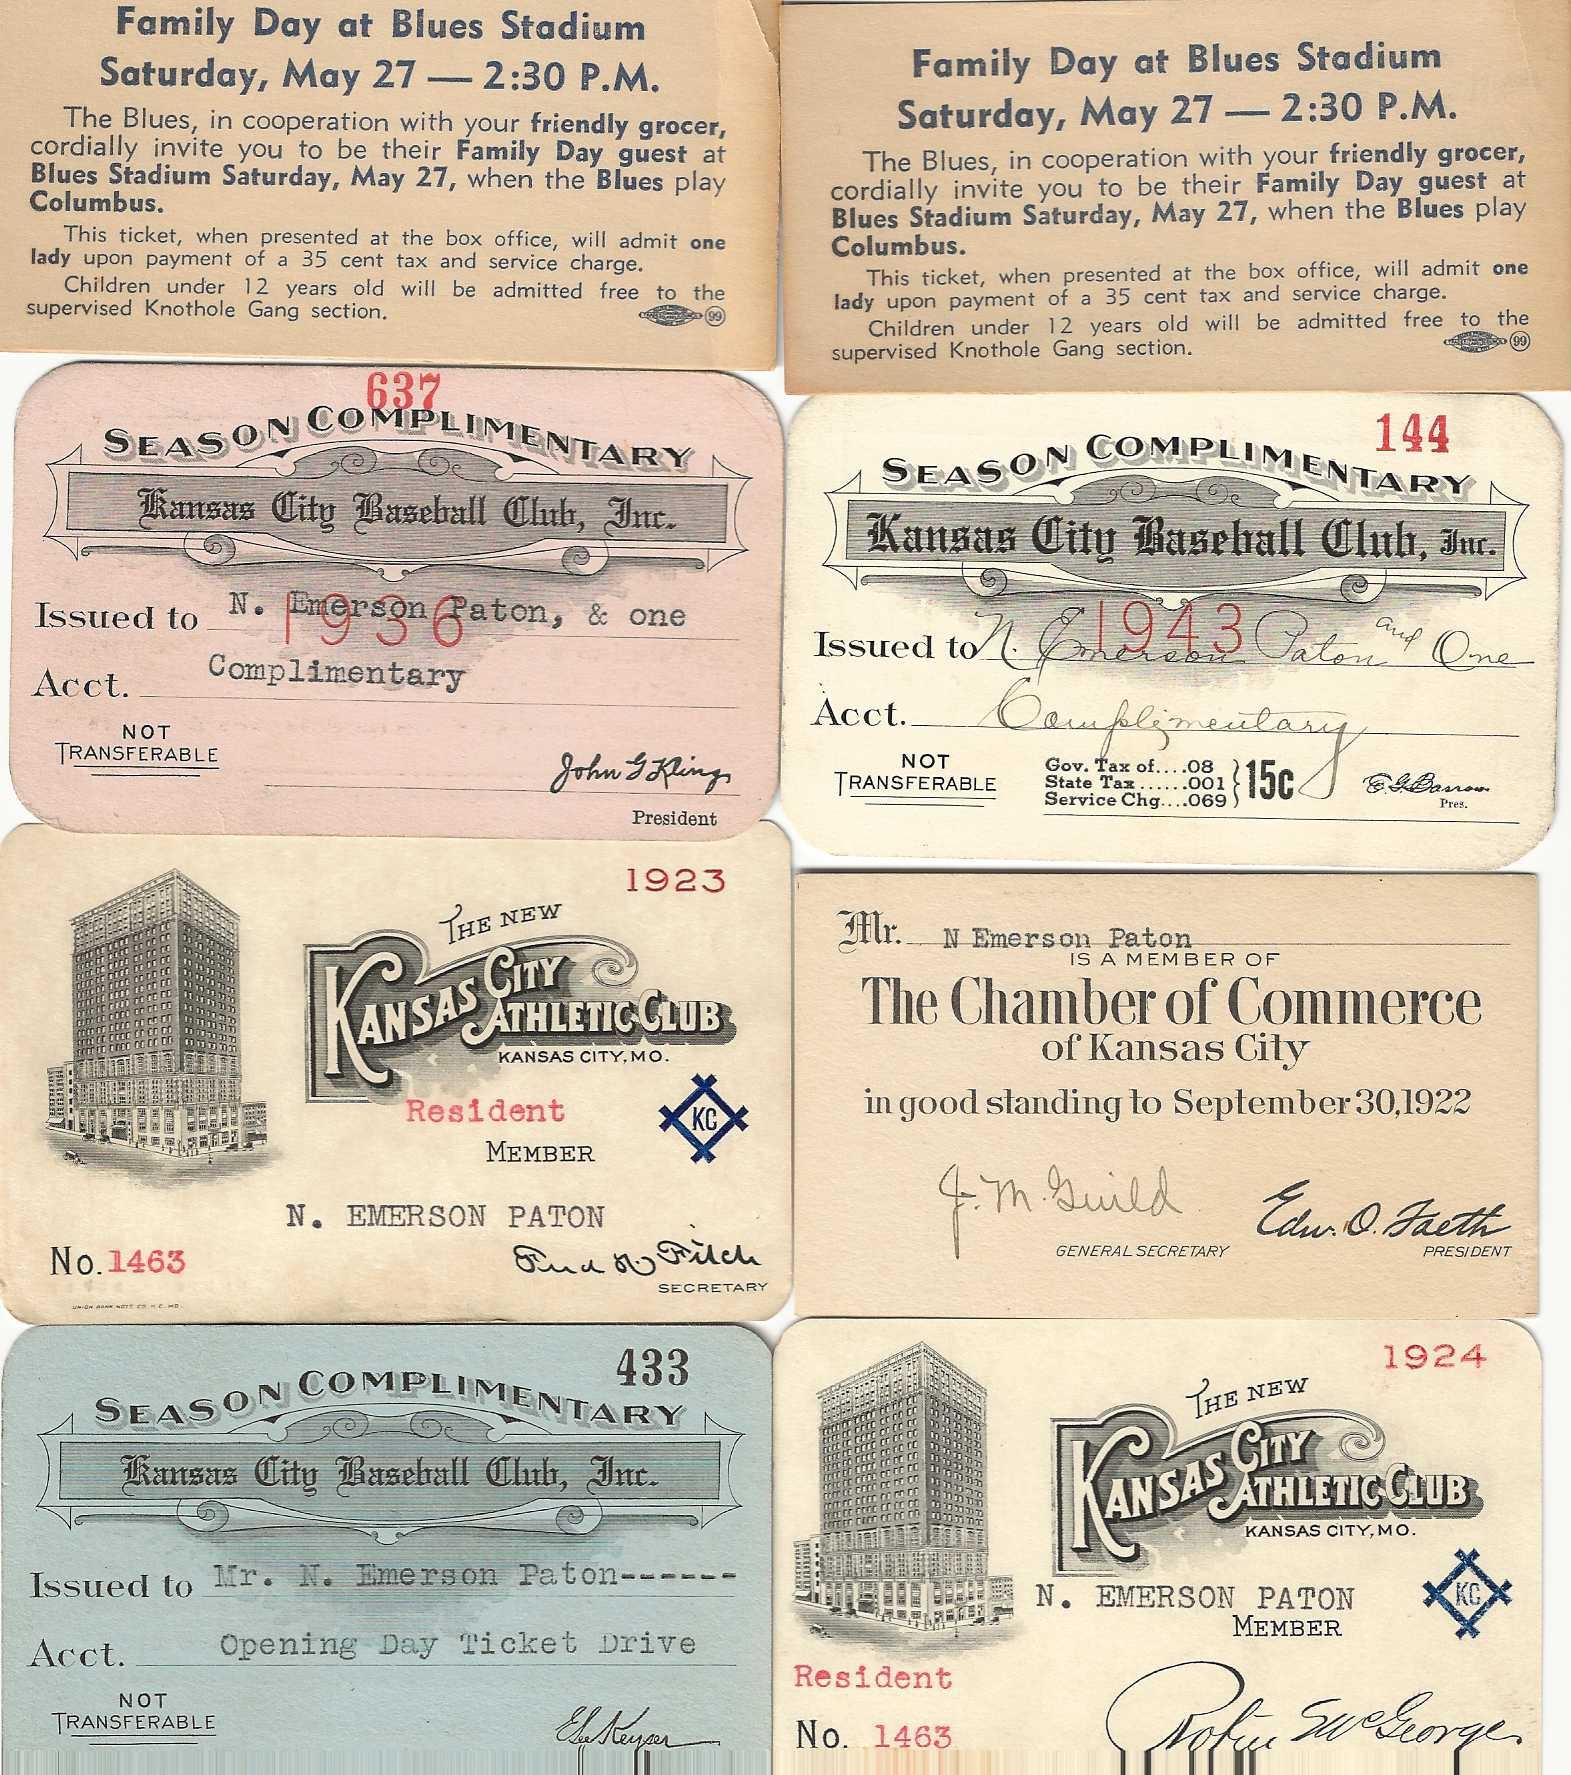 Family Day at Blues Stadium
Saturday, May 27 — 2:30 P.M.
The Blues, in cooperation with your friendly grocer,
cordially invite you to be their Family Day guest at
Blues Stadium Saturday, May 27, when the Blues play
Columbus.
This ticket, when presented at the box office, will admit one
lady upon payment of a 35 cent tax and service charge.
Children under 12 years old will be admitted free to the
supervised Knothole Gang section.
99
Family Day at Blues Stadium
Saturday, May 27 — 2:30 P.M.
The Blues, in cooperation with your friendly grocer,
cordially invite you to be their Family Day guest at
Blues Stadium Saturday, May 27, when the Blues play
Columbus.
This ticket, when presented at the box office, will admit one
lady upon payment of a 35 cent tax and service charge.
Children under 12 years old will be admitted free to the
supervised Knothole Gang section.
99
637
SEASON COMPLIMENTARY
Kansas City Baseball Club, Inc.
1936
Issued to N. Emerson Paton, & one
Acct. Complimentary
NOT
TRANSFERABLE
John G Kling
President
144
SEASON COMPLIMENTARY
Kansas City Baseball Club, Inc.
1943
Issued to N. Emerson Paton and One
Acct. Complimentary
NOT
TRANSFERABLE
Gov. Tax of....08
State Tax......001
Service Chg....069
15c
E. G. Barrow
Pres.
1923
THE NEW
KANSAS CITY
ATHLETIC CLUB
KANSAS CITY, MO.
Resident
MEMBER
KC
N. EMERSON PATON
No. 1463
Fred N Fitch
SECRETARY
UNION BANK NOTE CO. K.C. MO.
Mr. N Emerson Paton
IS A MEMBER OF
The Chamber of Commerce
of Kansas City
in good standing to September 30, 1922
J. M. Guild
GENERAL SECRETARY
Edw. O. Faeth
PRESIDENT
433
SEASON COMPLIMENTARY
Kansas City Baseball Club, Inc.
Issued to Mr. N. Emerson Paton------
Acct. Opening Day Ticket Drive
NOT
TRANSFERABLE
Keyser
1924
THE NEW
KANSAS CITY
ATHLETIC CLUB
KANSAS CITY, MO.
N. EMERSON PATON
MEMBER
KC
Resident
No. 1463
Robin S McGeorge